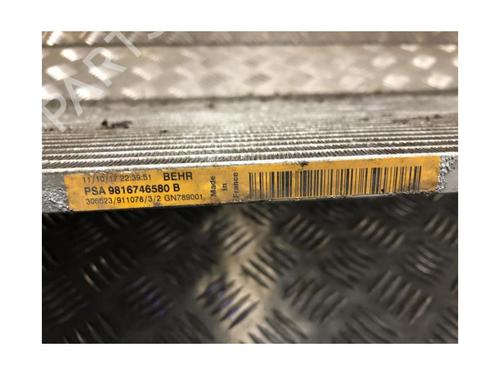 11/10/17 22:39:51 BEHR
PSA 9816746580 B
306523/911078/3/2 GN789001
Made
in
France